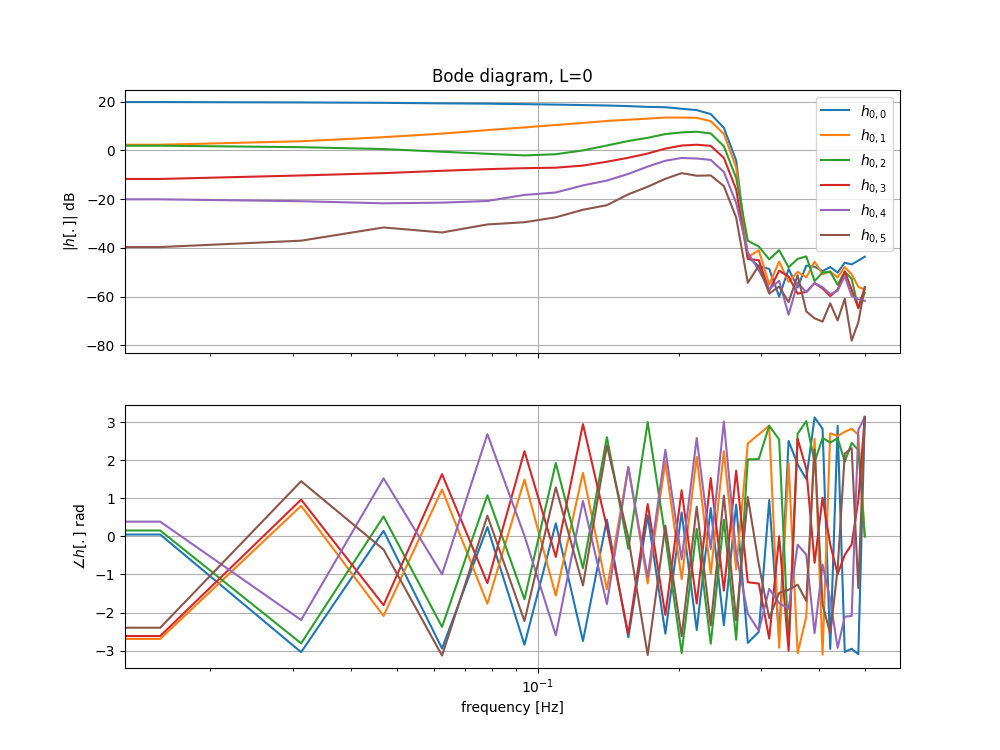 Bode diagram, L=0
|h[.]| dB
20
0
−20
−40
−60
−80
h0,0
h0,1
h0,2
h0,3
h0,4
h0,5
∠h[.] rad
3
2
1
0
−1
−2
−3
10−1
frequency [Hz]